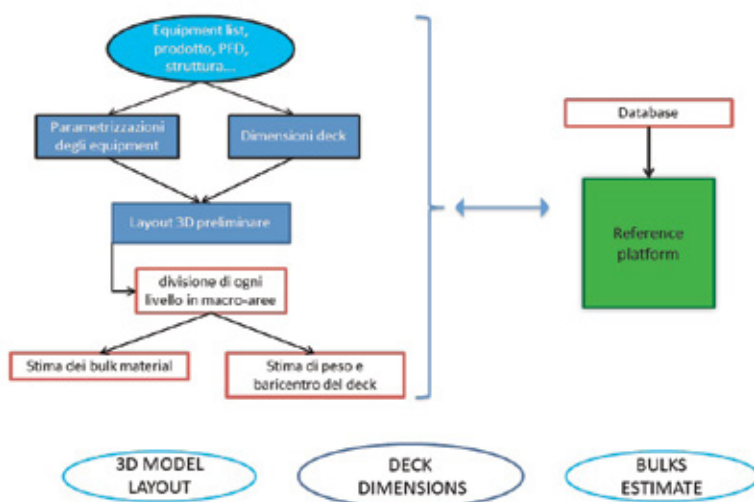 Equipment list,
prodotto, PFD,
struttura...
Parametrizzazioni
degli equipment
Dimensioni deck
Layout 3D preliminare
divisione di ogni
livello in macro-aree
Stima dei bulk material
Stima di peso e
baricentro del deck
Database
Reference
platform
3D MODEL
LAYOUT
DECK
DIMENSIONS
BULKS
ESTIMATE